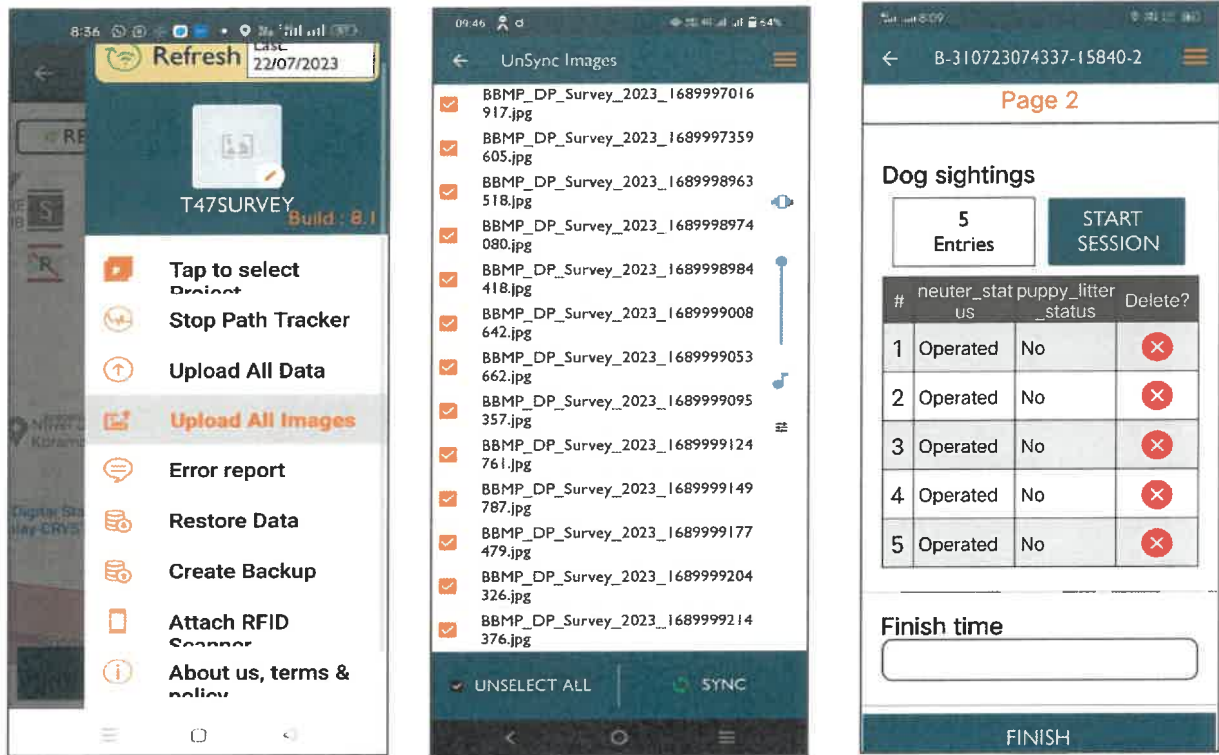 8:36
Refresh
Last
22/07/2023
T47SURVEY
Build : 8.1
Tap to select
Project
Stop Path Tracker
Upload All Data
Upload All Images
Error report
Restore Data
Create Backup
Attach RFID
Scanner
About us, terms &
policy
09:46
64%
UnSync Images
BBMP_DP_Survey_2023_1689997016
917.jpg
BBMP_DP_Survey_2023_1689997359
605.jpg
BBMP_DP_Survey_2023_1689998963
518.jpg
BBMP_DP_Survey_2023_1689998974
080.jpg
BBMP_DP_Survey_2023_1689998984
418.jpg
BBMP_DP_Survey_2023_1689999008
642.jpg
BBMP_DP_Survey_2023_1689999053
662.jpg
BBMP_DP_Survey_2023_1689999095
357.jpg
BBMP_DP_Survey_2023_1689999124
761.jpg
BBMP_DP_Survey_2023_1689999149
787.jpg
BBMP_DP_Survey_2023_1689999177
479.jpg
BBMP_DP_Survey_2023_1689999204
326.jpg
BBMP_DP_Survey_2023_1689999214
376.jpg
UNSELECT ALL
SYNC
8:09
B-310723074337-15840-2
Page 2
Dog sightings
5
Entries
START
SESSION
# neuter_stat puppy_litter Delete?
us _status
1 Operated No
2 Operated No
3 Operated No
4 Operated No
5 Operated No
Finish time
FINISH